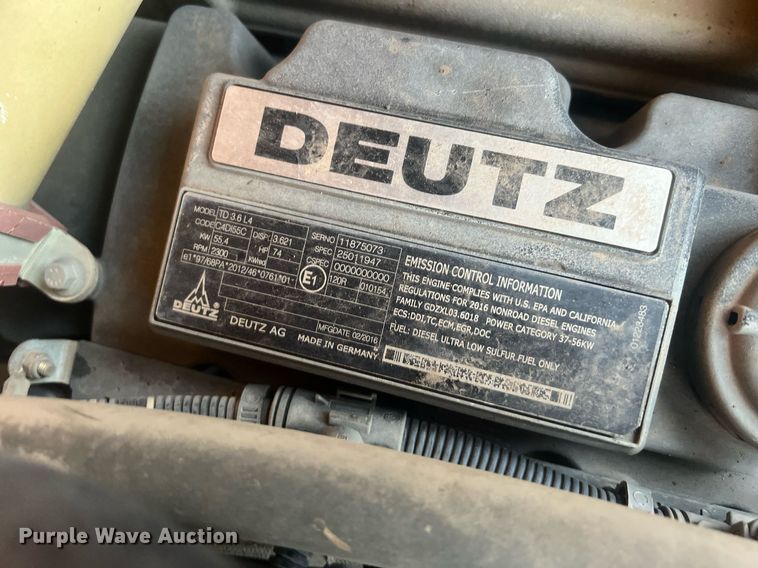 DEUTZ
MODEL TD 3.6 L4
CODE C4DI55C DISP. 3.621
KW 55.4 HP 74
RPM 2300 KWred
e1*97/68PA*2012/46*0761*01
SERNO 11875073
SPEC 25011947
CSPEC 0000000000
E1 120R 010154
DEUTZ
DEUTZ AG
MFGDATE 02/2016
MADE IN GERMANY
EMISSION CONTROL INFORMATION
THIS ENGINE COMPLIES WITH U.S. EPA AND CALIFORNIA
REGULATIONS FOR 2016 NONROAD DIESEL ENGINES
FAMILY GDZXL03.6018 POWER CATEGORY 37-56KW
ECS:DDI,TC,ECM,EGR,DOC
FUEL: DIESEL ULTRA LOW SULFUR FUEL ONLY
Purple Wave Auction